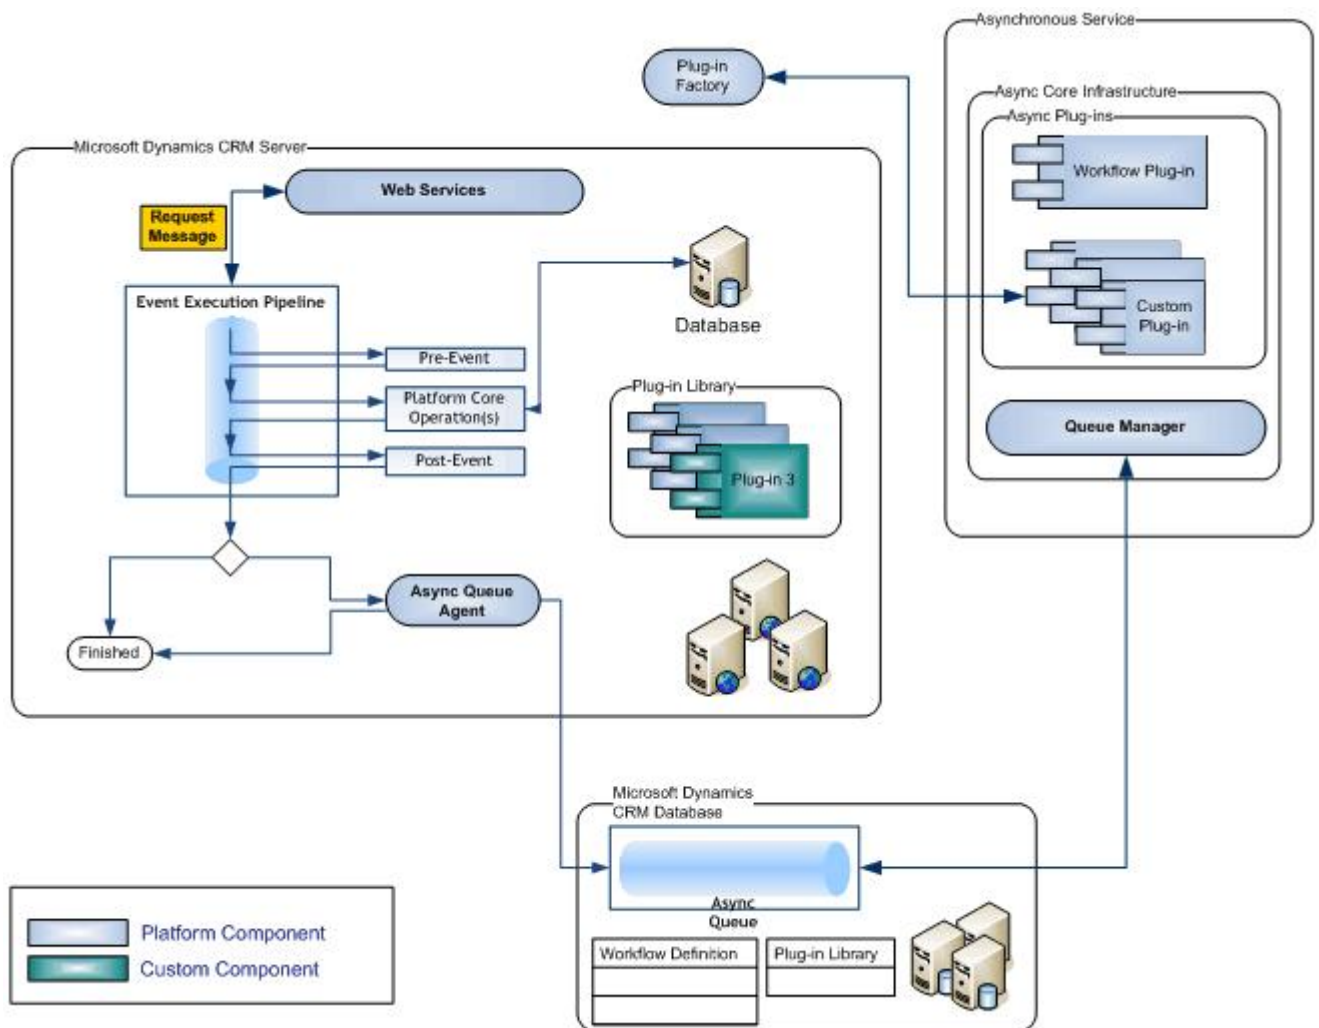 Asynchronous Service
Plug-in
Factory
Async Core Infrastructure
Async Plug-ins
Workflow Plug-in
Custom
Plug-in
Queue Manager
Microsoft Dynamics CRM Server
Web Services
Request
Message
Event Execution Pipeline
Pre-Event
Platform Core
Operation(s)
Post-Event
Database
Plug-in Library
Plug-in 3
Async Queue
Agent
Finished
Microsoft Dynamics
CRM Database
Async
Queue
Workflow Definition
Plug-in Library
Platform Component
Custom Component